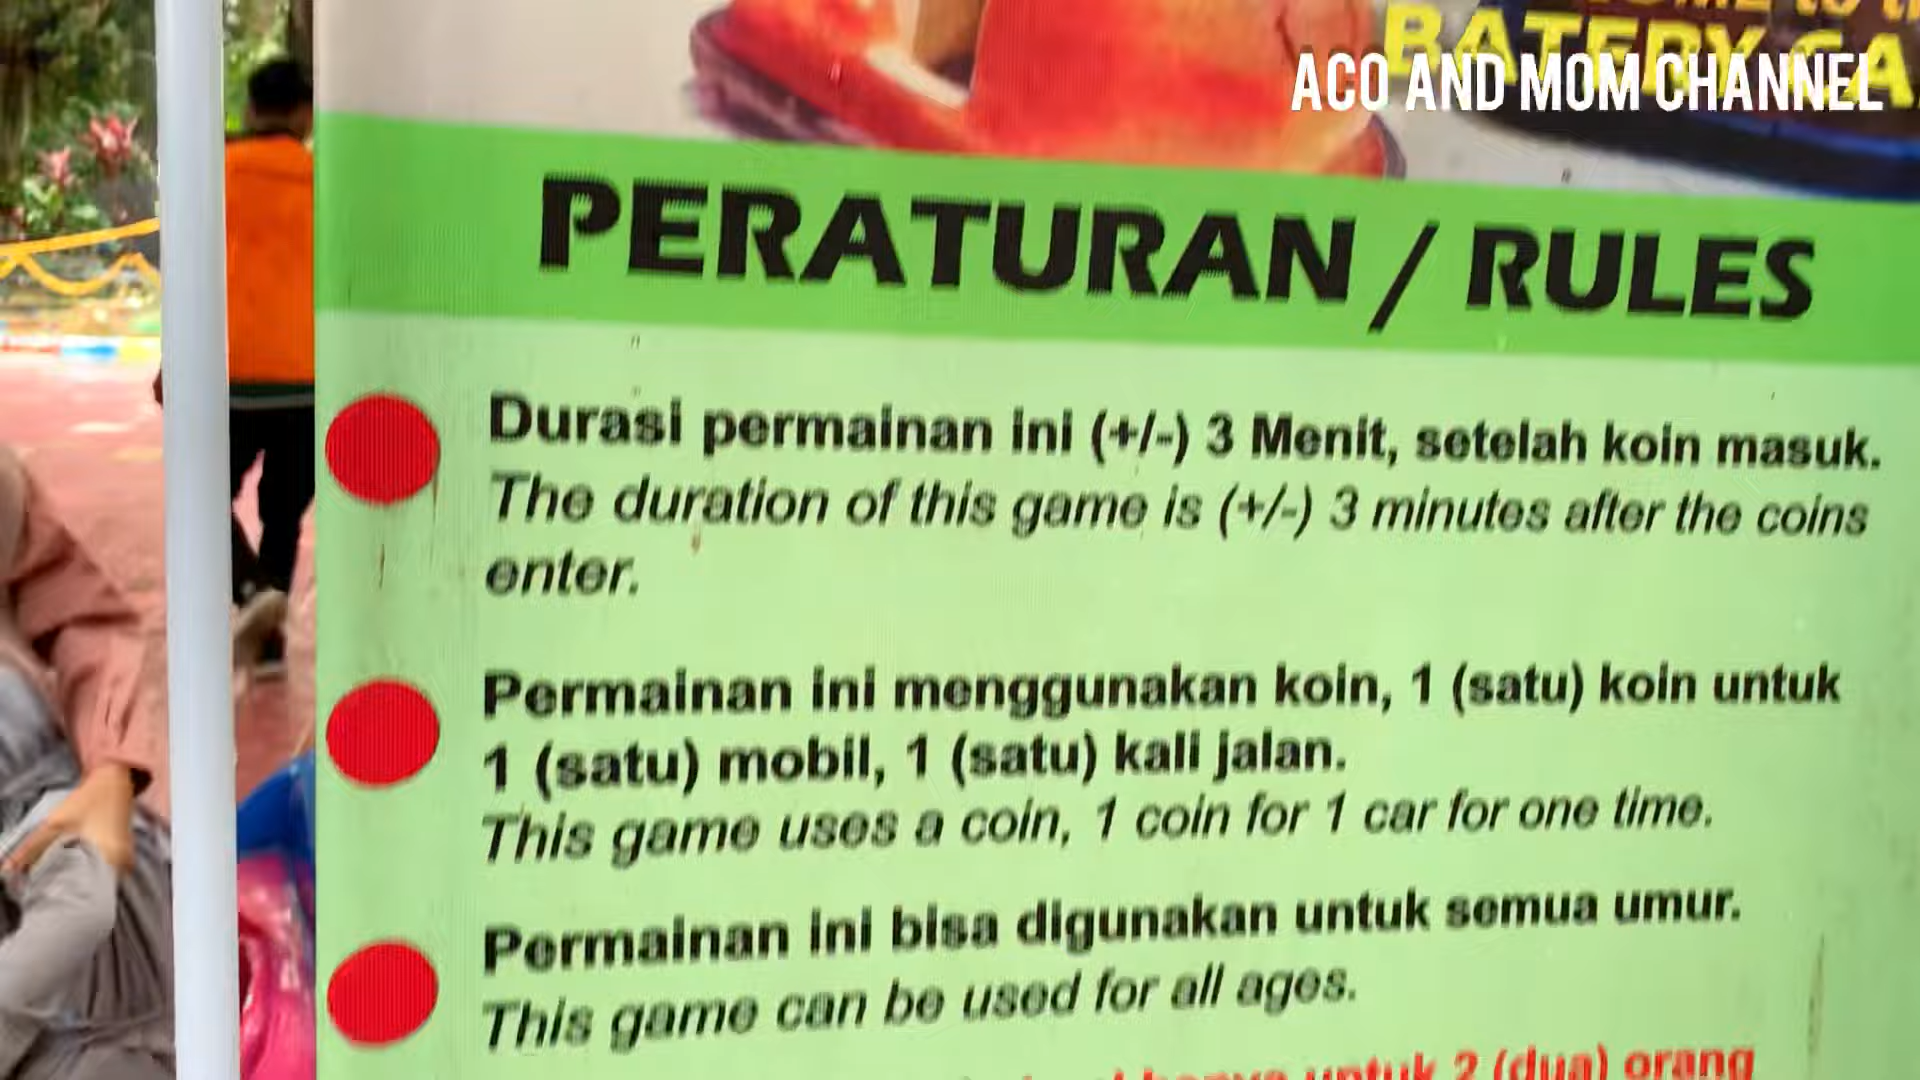 BATERY CA
ACO AND MOM CHANNEL
PERATURAN / RULES
Durasi permainan ini (+/-) 3 Menit, setelah koin masuk.
The duration of this game is (+/-) 3 minutes after the coins
enter.
Permainan ini menggunakan koin, 1 (satu) koin untuk
1 (satu) mobil, 1 (satu) kali jalan.
This game uses a coin, 1 coin for 1 car for one time.
Permainan ini bisa digunakan untuk semua umur.
This game can be used for all ages.
hanya untuk 2 (dua) orang